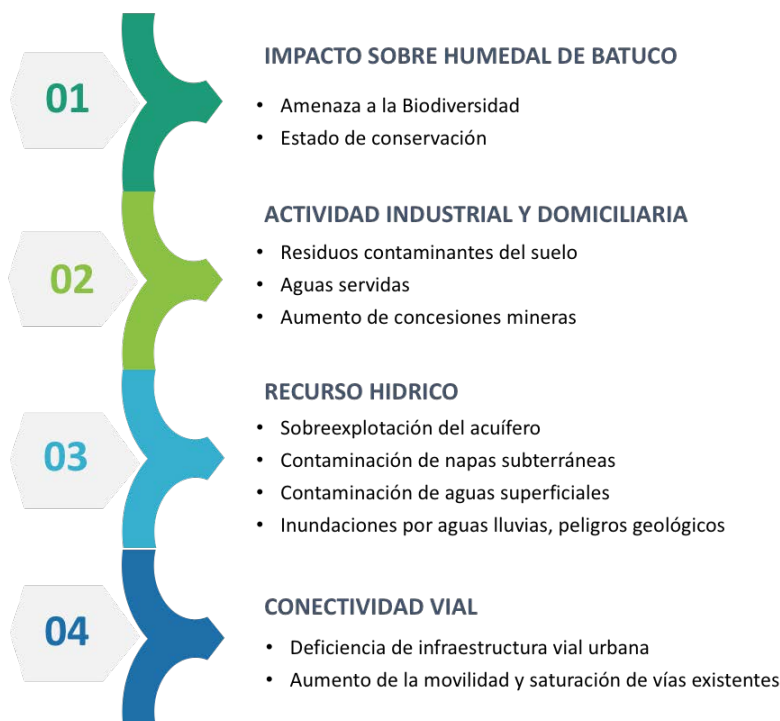 01
IMPACTO SOBRE HUMEDAL DE BATUCO
• Amenaza a la Biodiversidad
• Estado de conservación
02
ACTIVIDAD INDUSTRIAL Y DOMICILIARIA
• Residuos contaminantes del suelo
• Aguas servidas
• Aumento de concesiones mineras
03
RECURSO HIDRICO
• Sobreexplotación del acuífero
• Contaminación de napas subterráneas
• Contaminación de aguas superficiales
• Inundaciones por aguas lluvias, peligros geológicos
04
CONECTIVIDAD VIAL
• Deficiencia de infraestructura vial urbana
• Aumento de la movilidad y saturación de vías existentes